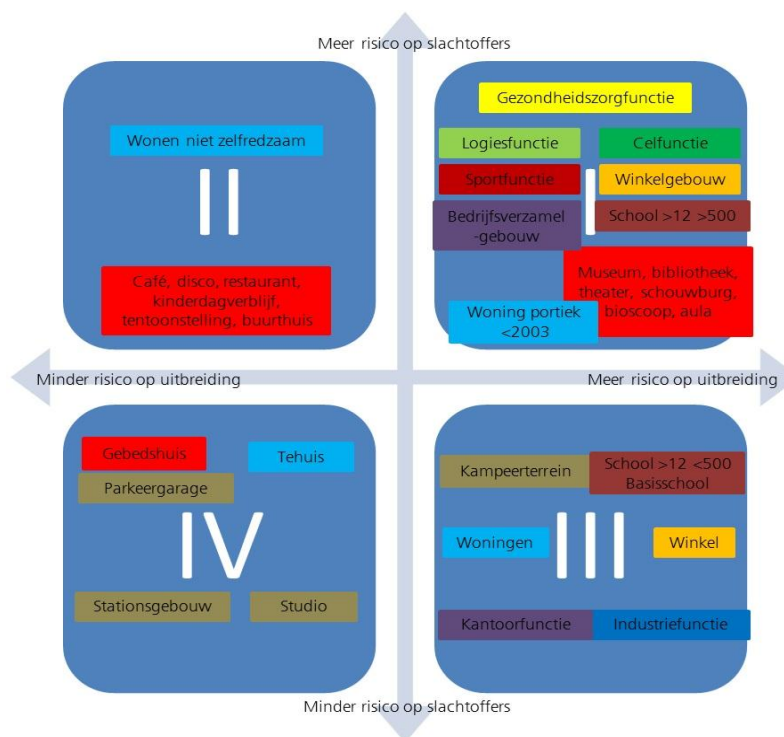 Meer risico op slachtoffers
Wonen niet zelfredzaam
II
Café, disco, restaurant,
kinderdagverblijf,
tentoonstelling, buurthuis
Gezondheidszorgfunctie
Logiesfunctie
Celfunctie
Sportfunctie
Winkelgebouw
I
Bedrijfsverzamel
-gebouw
School >12 >500
Museum, bibliotheek,
theater, schouwburg,
bioscoop, aula
Woning portiek
<2003
Minder risico op uitbreiding
Meer risico op uitbreiding
Gebedshuis
Tehuis
Parkeergarage
IV
Stationsgebouw
Studio
Kampeerterrein
School >12 <500
Basisschool
Woningen
III
Winkel
Kantoorfunctie
Industriefunctie
Minder risico op slachtoffers